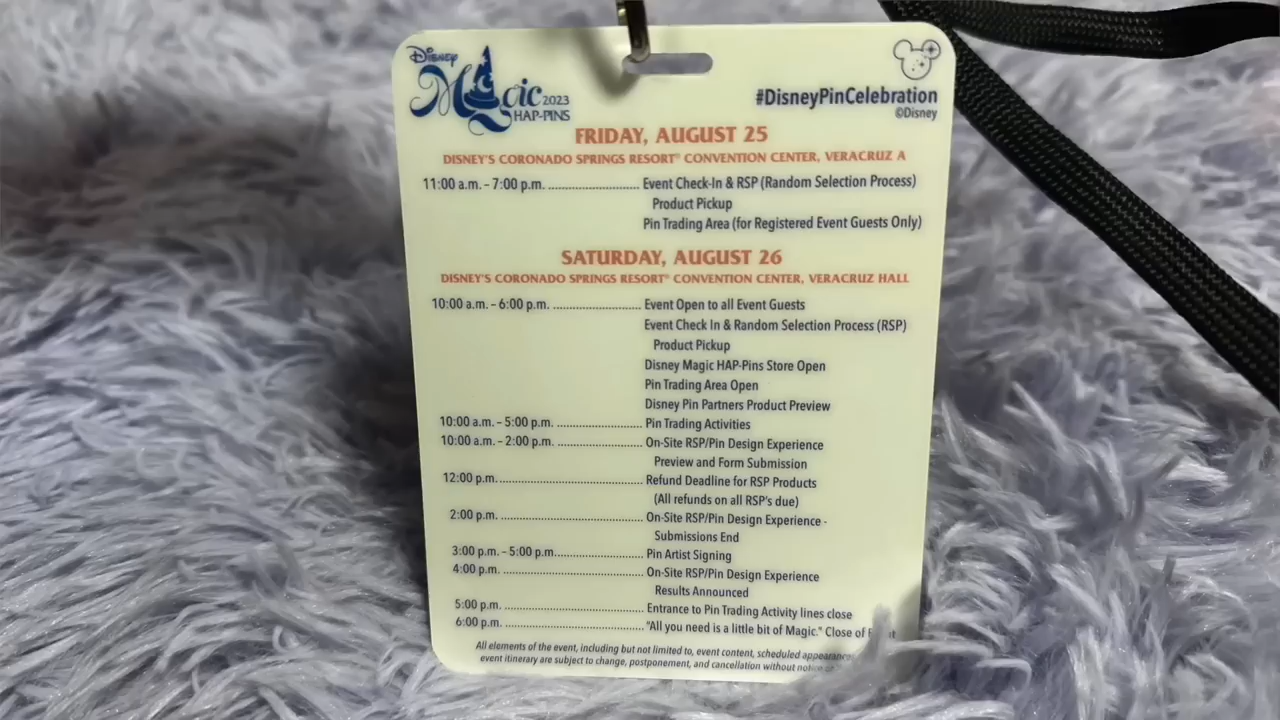 Disney
Magic 2023
HAP-PINS
#DisneyPinCelebration
©Disney
FRIDAY, AUGUST 25
DISNEY'S CORONADO SPRINGS RESORT® CONVENTION CENTER, VERACRUZ A
11:00 a.m. – 7:00 p.m. ........................ Event Check-In & RSP (Random Selection Process)
Product Pickup
Pin Trading Area (for Registered Event Guests Only)
SATURDAY, AUGUST 26
DISNEY'S CORONADO SPRINGS RESORT® CONVENTION CENTER, VERACRUZ HALL
10:00 a.m. – 6:00 p.m. ........................ Event Open to all Event Guests
Event Check In & Random Selection Process (RSP)
Product Pickup
Disney Magic HAP-Pins Store Open
Pin Trading Area Open
Disney Pin Partners Product Preview
10:00 a.m. – 5:00 p.m. ........................ Pin Trading Activities
10:00 a.m. – 2:00 p.m. ........................ On-Site RSP/Pin Design Experience
Preview and Form Submission
12:00 p.m. ........................ Refund Deadline for RSP Products
(All refunds on all RSP's due)
2:00 p.m. ........................ On-Site RSP/Pin Design Experience -
Submissions End
3:00 p.m. – 5:00 p.m. ........................ Pin Artist Signing
4:00 p.m. ........................ On-Site RSP/Pin Design Experience
Results Announced
5:00 p.m. ........................ Entrance to Pin Trading Activity lines close
6:00 p.m. ........................ "All you need is a little bit of Magic." Close of
All elements of the event, including but not limited to, event content, scheduled
event itinerary are subject to change, postponement, and cancellation without notice